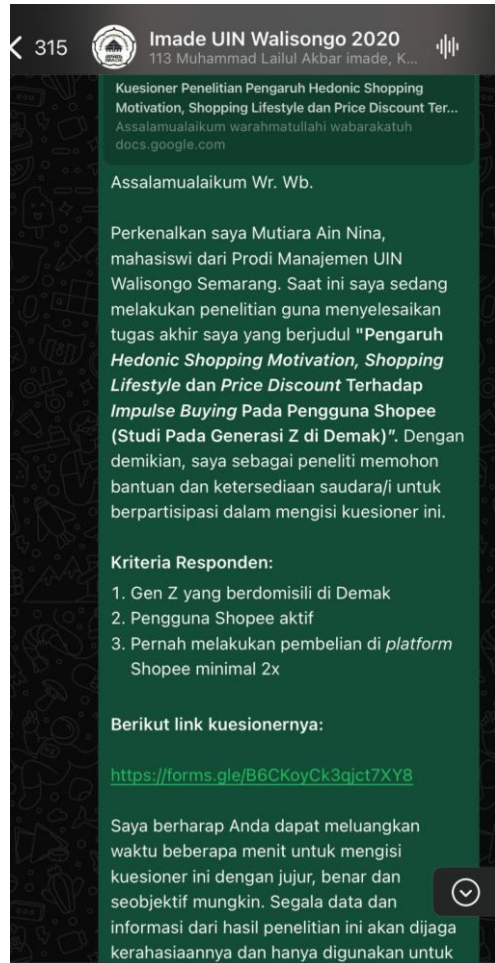 315
Imade UIN Walisongo 2020
113 Muhammad Lailul Akbar imade, K...
Kuesioner Penelitian Pengaruh Hedonic Shopping
Motivation, Shopping Lifestyle dan Price Discount Ter...
Assalamualaikum warahmatullahi wabarakatuh
docs.google.com
Assalamualaikum Wr. Wb.
Perkenalkan saya Mutiara Ain Nina,
mahasiswi dari Prodi Manajemen UIN
Walisongo Semarang. Saat ini saya sedang
melakukan penelitian guna menyelesaikan
tugas akhir saya yang berjudul "Pengaruh
Hedonic Shopping Motivation, Shopping
Lifestyle dan Price Discount Terhadap
Impulse Buying Pada Pengguna Shopee
(Studi Pada Generasi Z di Demak)”. Dengan
demikian, saya sebagai peneliti memohon
bantuan dan ketersediaan saudara/i untuk
berpartisipasi dalam mengisi kuesioner ini.
Kriteria Responden:
1. Gen Z yang berdomisili di Demak
2. Pengguna Shopee aktif
3. Pernah melakukan pembelian di platform
Shopee minimal 2x
Berikut link kuesionernya:
https://forms.gle/B6CKoyCk3qjct7XY8
Saya berharap Anda dapat meluangkan
waktu beberapa menit untuk mengisi
kuesioner ini dengan jujur, benar dan
seobjektif mungkin. Segala data dan
informasi dari hasil penelitian ini akan dijaga
kerahasiaannya dan hanya digunakan untuk